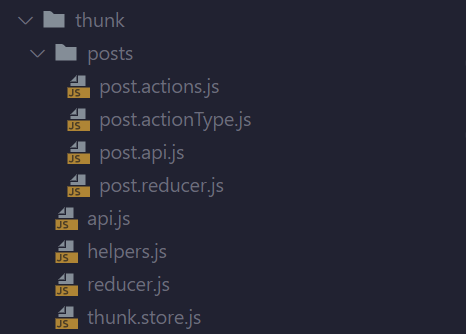 thunk
posts
JS post.actions.js
JS post.actionType.js
JS post.api.js
JS post.reducer.js
JS api.js
JS helpers.js
JS reducer.js
JS thunk.store.js